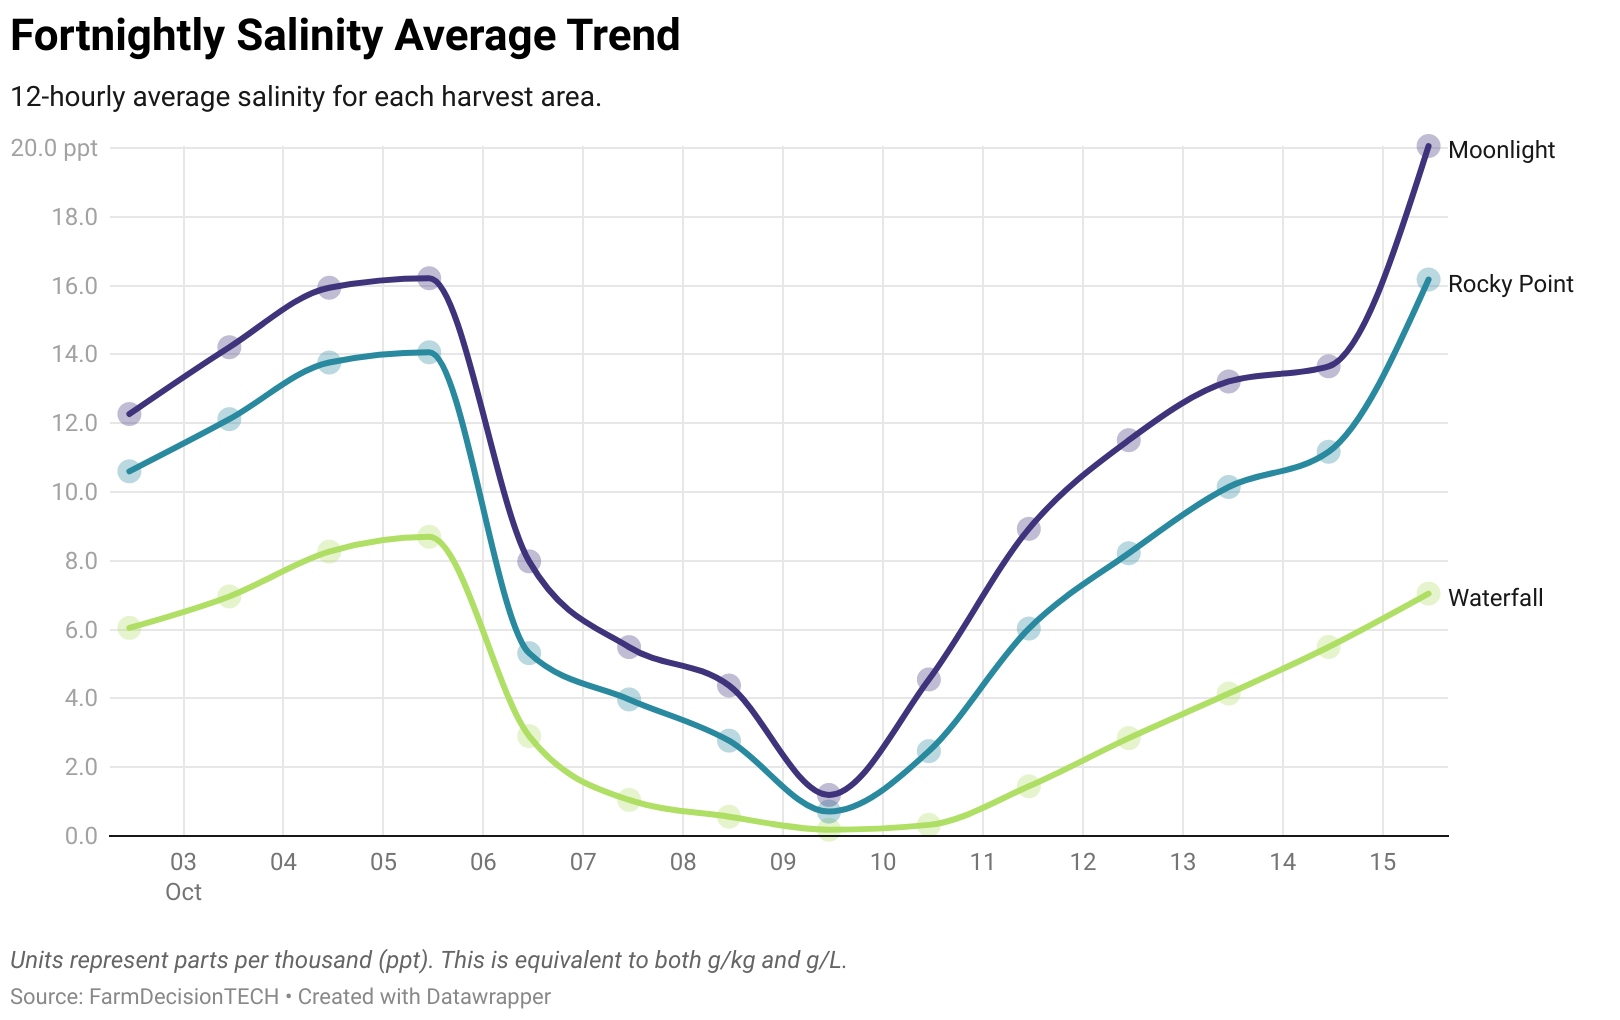 Fortnightly Salinity Average Trend
12-hourly average salinity for each harvest area.
20.0 ppt
18.0
16.0
14.0
12.0
10.0
8.0
6.0
4.0
2.0
0.0
Moonlight
Rocky Point
Waterfall
03 04 05 06 07 08 09 10 11 12 13 14 15
Oct
Units represent parts per thousand (ppt). This is equivalent to both g/kg and g/L.
Source: FarmDecisionTECH • Created with Datawrapper